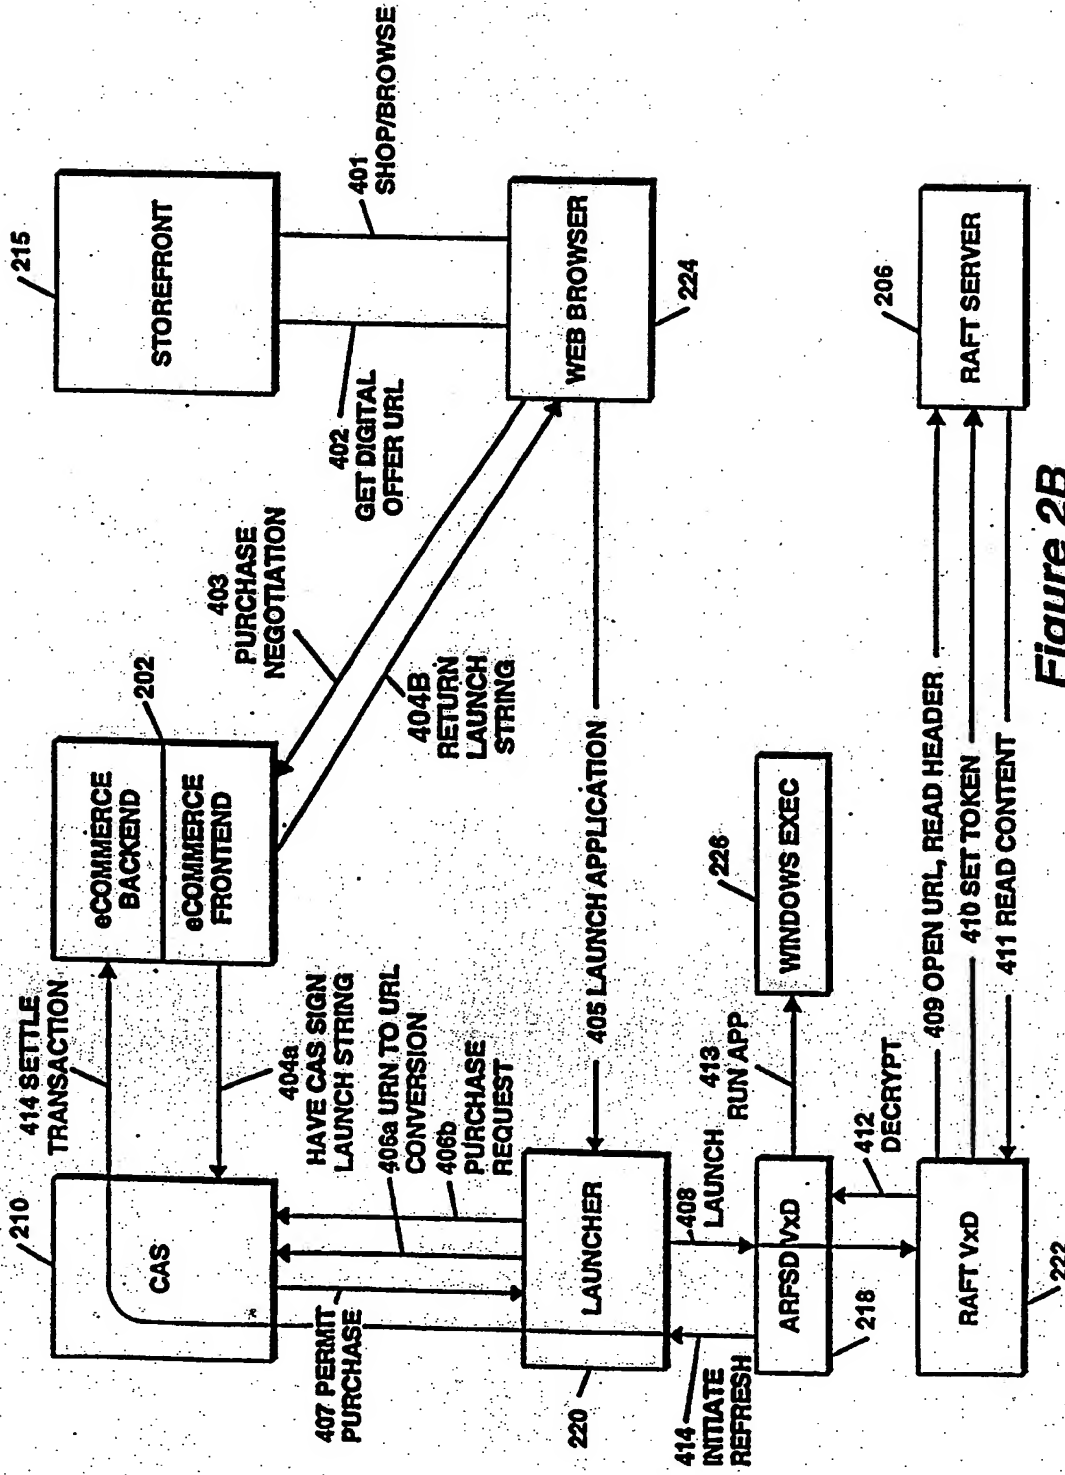 414 SETTLE
TRANSACTION
210
CAS
eCOMMERCE
BACKEND
eCOMMERCE
FRONTEND
202
STOREFRONT
215
404a
HAVE CAS SIGN
LAUNCH STRING
406a URN TO URL
CONVERSION
406b
PURCHASE
REQUEST
407 PERMIT
PURCHASE
403
PURCHASE
NEGOTIATION
404B
RETURN
LAUNCH
STRING
402
GET DIGITAL
OFFER URL
401
SHOP/BROWSE
WEB BROWSER
224
405 LAUNCH APPLICATION
LAUNCHER
220
408
LAUNCH
414
INITIATE
REFRESH
413
RUN APP
WINDOWS EXEC
226
ARFSD VxD
218
412
DECRYPT
RAFT VxD
222
409 OPEN URL, READ HEADER
410 SET TOKEN
411 READ CONTENT
RAFT SERVER
206
Figure 2B